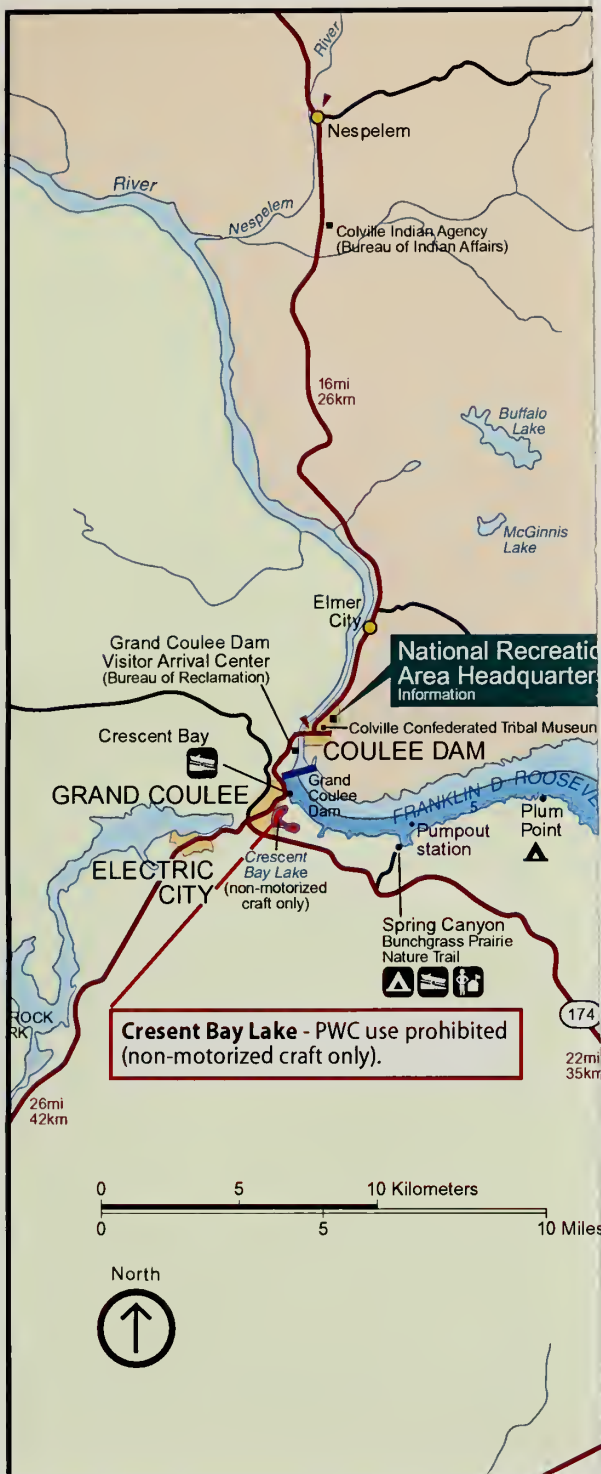 River
Nespelem
River
Nespelem
Colville Indian Agency
(Bureau of Indian Affairs)
16mi
26km
Buffalo
Lake
McGinnis
Lake
Elmer
City
Grand Coulee Dam
Visitor Arrival Center
(Bureau of Reclamation)
National Recreatio
Area Headquarter
Information
Colville Confederated Tribal Museum
Crescent Bay
COULEE DAM
GRAND COULEE
Grand
Coulee
Dam
FRANKLIN D ROOSEVE
5
Plum
Point
Pumpout
station
ELECTRIC
CITY
Crescent
Bay Lake
(non-motorized
craft only)
Spring Canyon
Bunchgrass Prairie
Nature Trail
ROCK
RK
174
Cresent Bay Lake - PWC use prohibited
(non-motorized craft only).
22mi
35km
26mi
42km
0 5 10 Kilometers
0 5 10 Miles
North